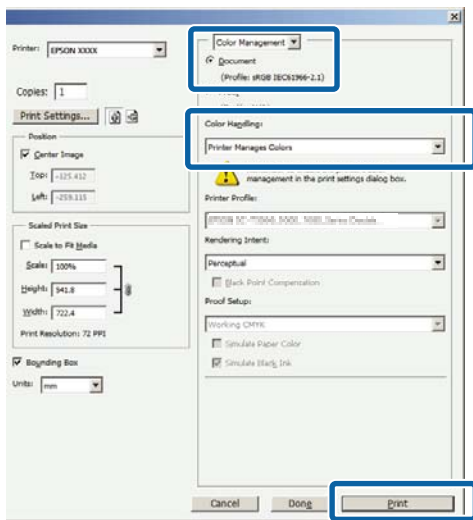 Printer: EPSON XXXX
Copies: 1
Print Settings...
Position
Center Image
Top: -125.412
Left: -259.115
Scaled Print Size
Scale to Fit Media
Scale: 100%
Height: 541.8
Width: 722.4
Print Resolution: 72 PPI
Bounding Box
Units: mm
Color Management
Document
(Profile: sRGB IEC61966-2.1)
Color Handling:
Printer Manages Colors
management in the print settings dialog box.
Printer Profile:
Rendering Intent:
Perceptual
Black Point Compensation
Proof Setup:
Working CMYK
Simulate Paper Color
Simulate Black Ink
Cancel
Done
Print